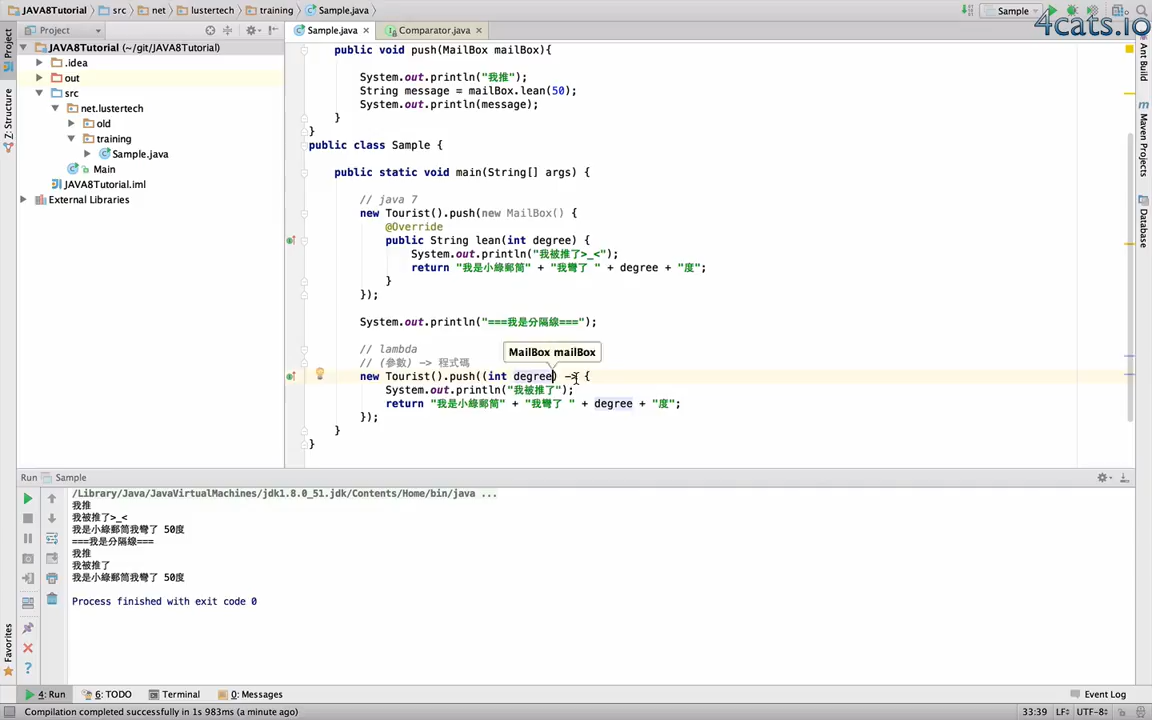 JAVA8Tutorial src net lustertech training Sample.java
Sample
4cats.io
Project
Sample.java Comparator.java
JAVA8Tutorial (~/git/JAVA8Tutorial)
.idea
out
src
net.lustertech
old
training
Sample.java
Main
JAVA8Tutorial.iml
External Libraries
Project
Z: Structure
Favorites
Ant Build
Maven Projects
Database
public void push(MailBox mailBox){
System.out.println("我推");
String message = mailBox.lean(50);
System.out.println(message);
}
}
public class Sample {
public static void main(String[] args) {
// java 7
new Tourist().push(new MailBox() {
@Override
public String lean(int degree) {
System.out.println("我被推了>_<");
return "我是小綠郵筒" + "我彎了 " + degree + "度";
}
});
System.out.println("===我是分隔線===");
// lambda
MailBox mailBox
// (參數) -> 程式碼
new Tourist().push((int degree) -> {
System.out.println("我被推了");
return "我是小綠郵筒" + "我彎了 " + degree + "度";
});
}
}
Run Sample
/Library/Java/JavaVirtualMachines/jdk1.8.0_51.jdk/Contents/Home/bin/java ...
我推
我被推了>_<
我是小綠郵筒我彎了 50度
===我是分隔線===
我推
我被推了
我是小綠郵筒我彎了 50度
Process finished with exit code 0
4: Run 6: TODO Terminal 0: Messages Event Log
Compilation completed successfully in 1s 983ms (a minute ago) 33:39 LF UTF-8